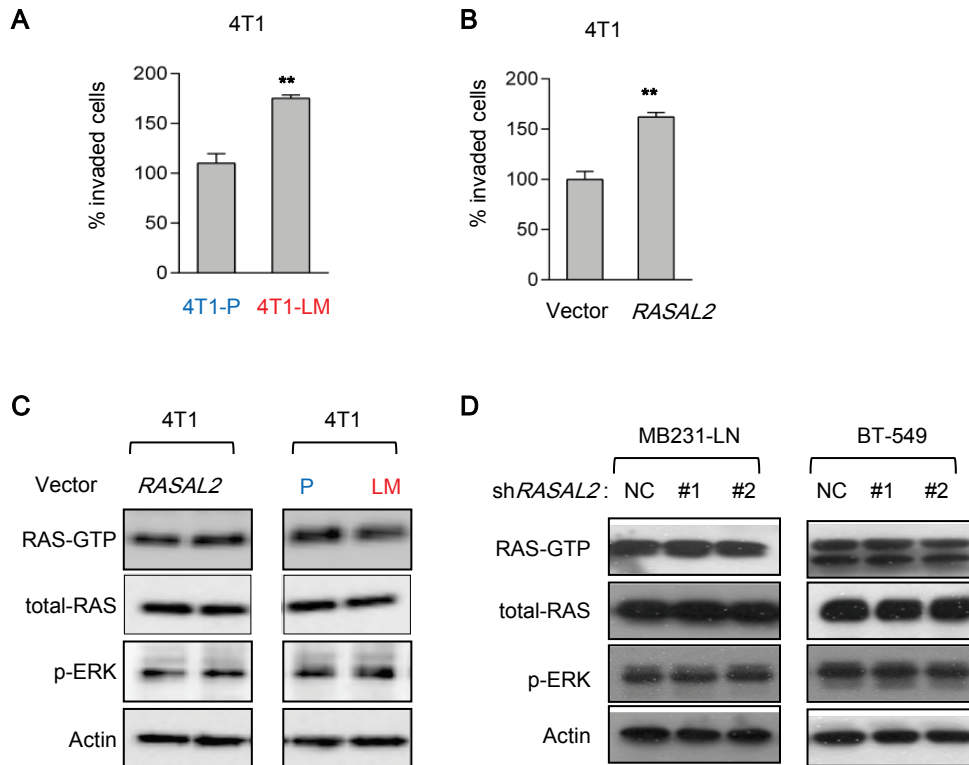 A
4T1
% invaded cells
200
150
100
50
0
**
4T1-P 4T1-LM
B
4T1
% invaded cells
200
150
100
50
0
**
Vector RASAL2
C
4T1 4T1
Vector RASAL2 P LM
RAS-GTP
total-RAS
p-ERK
Actin
D
MB231-LN BT-549
shRASAL2 : NC #1 #2 NC #1 #2
RAS-GTP
total-RAS
p-ERK
Actin